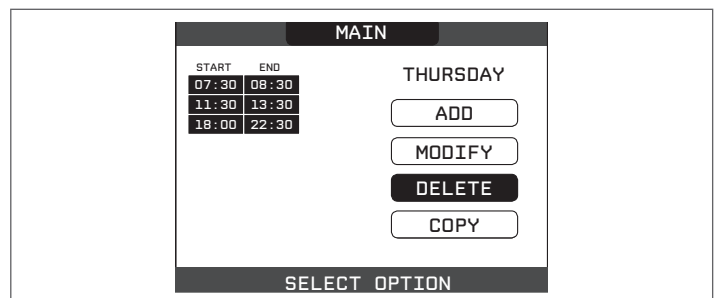 MAIN
START END
07:30 08:30
11:30 13:30
18:00 22:30
THURSDAY
ADD
MODIFY
DELETE
COPY
SELECT OPTION